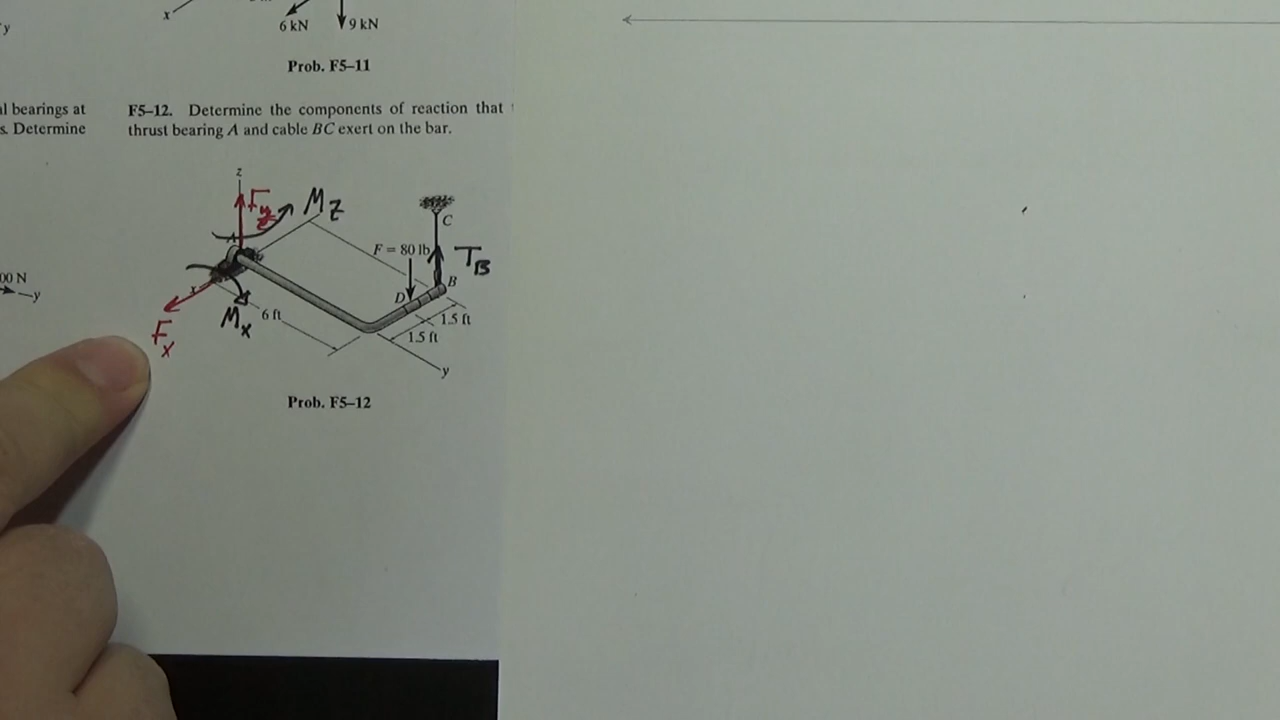 y
x
6 kN
9 kN
Prob. F5–11
al bearings at
s. Determine
F5–12. Determine the components of reaction that
thrust bearing A and cable BC exert on the bar.
z
Fz
Mz
A
C
F = 80 lb
TB
00 N
y
x
D
B
Mx
6 ft
1.5 ft
1.5 ft
Fx
y
Prob. F5–12